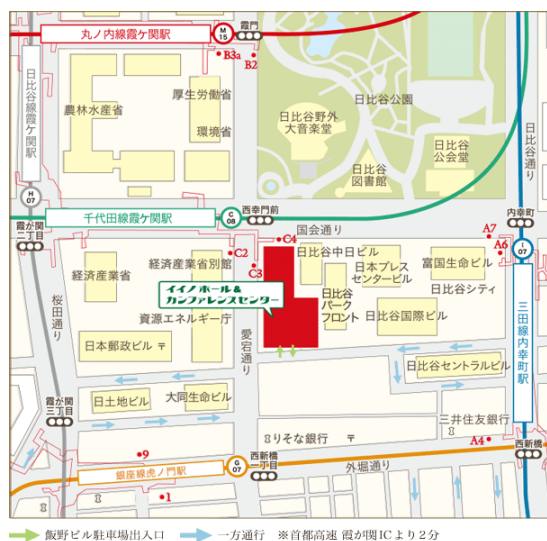 丸ノ内線霞ケ関駅
M
15
霞門
B3a
B2
日比谷線霞ケ関駅
農林水産省
厚生労働省
環境省
日比谷公園
日比谷野外
大音楽堂
日比谷
図書館
日比谷
公会堂
日比谷通り
H
07
千代田線霞ケ関駅
C
08
西幸門前
国会通り
内幸町
霞が関
二丁目
C4
A7
A6
I
07
C2
C3
経済産業省
経済産業省別館
日比谷中日ビル
日本プレス
センタービル
富国生命ビル
日比谷シティ
イイノホール&
カンファレンスセンター
日比谷
パーク
フロント
日比谷国際ビル
桜田通り
資源エネルギー庁
愛宕通り
三田線内幸町駅
日本郵政ビル 〒
日比谷セントラルビル
日土地ビル
大同生命ビル
霞が関
三丁目
三井住友銀行
りそな銀行
〒
A4
西新橋
9
銀座線虎ノ門駅
G
07
西新橋
一丁目
外堀通り
1
飯野ビル駐車場出入口
一方通行
※首都高速 霞が関ICより2分